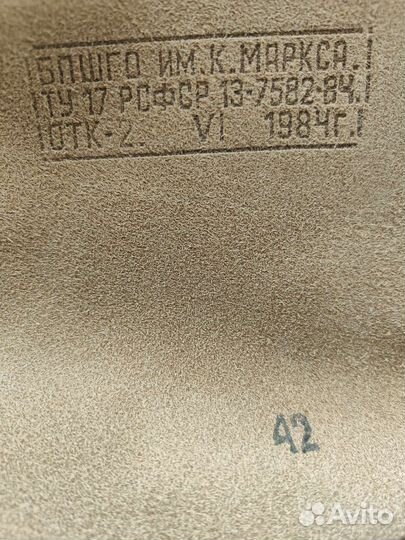 БПШГО ИМ.К.МАРКСА.
ТУ 17 РСФСР 13-7582-84.
ОТК-2. VI 1984г.
42
Avito